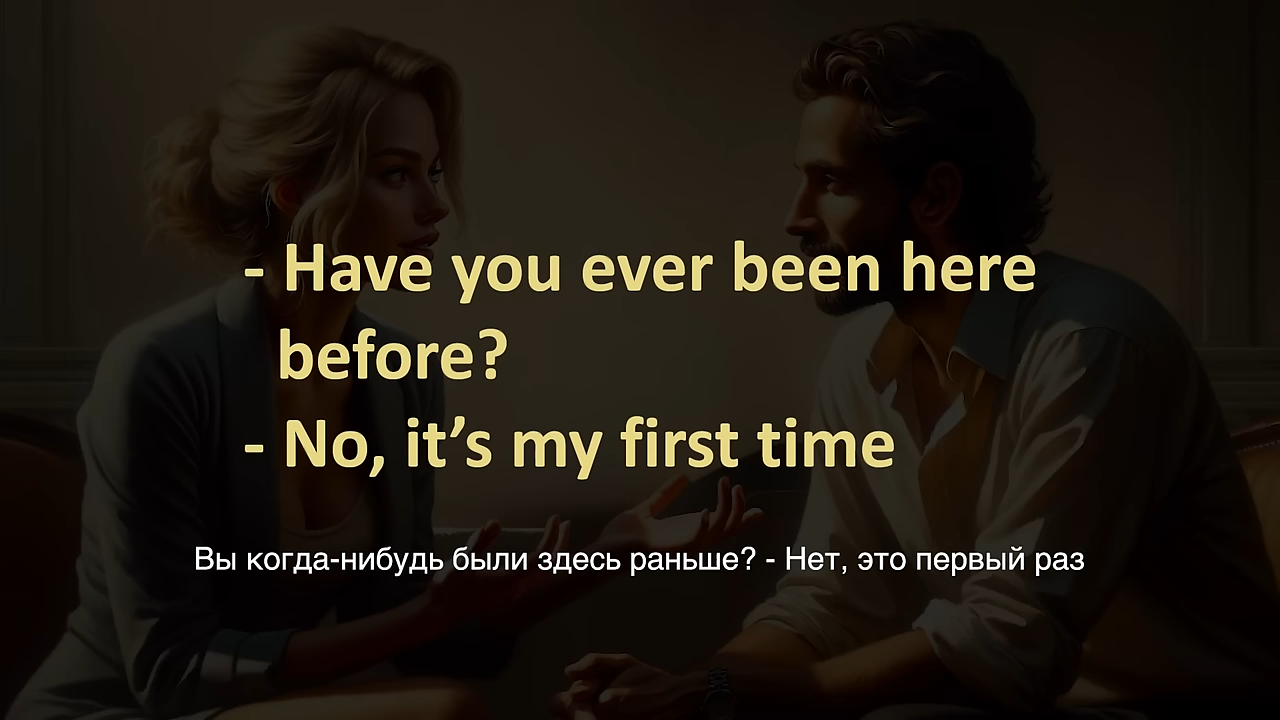 - Have you ever been here
before?
- No, it’s my first time
Вы когда-нибудь были здесь раньше? - Нет, это первый раз